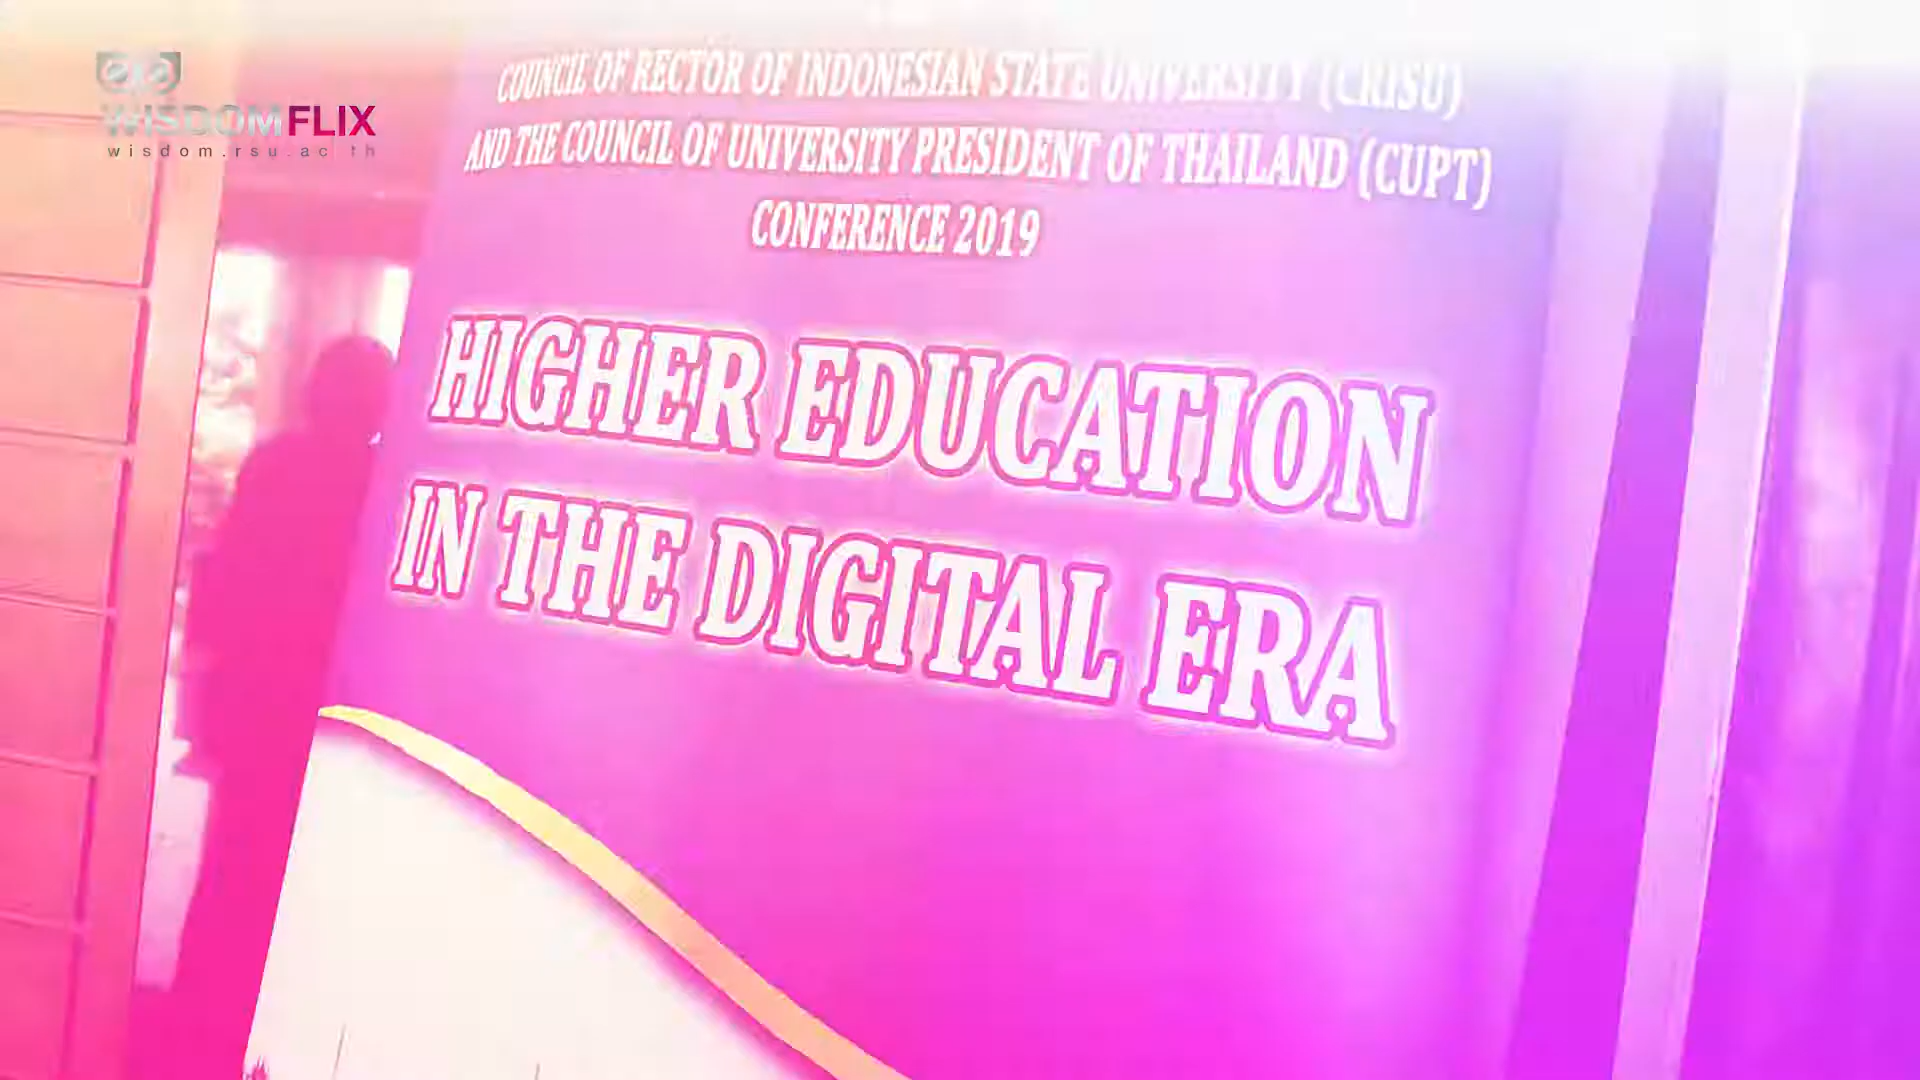 WISDOMFLIX
wisdom.rsu.ac.th
COUNCIL OF RECTOR OF INDONESIAN STATE UNIVERSITY (CRISU)
AND THE COUNCIL OF UNIVERSITY PRESIDENT OF THAILAND (CUPT)
CONFERENCE 2019
HIGHER EDUCATION
IN THE DIGITAL ERA